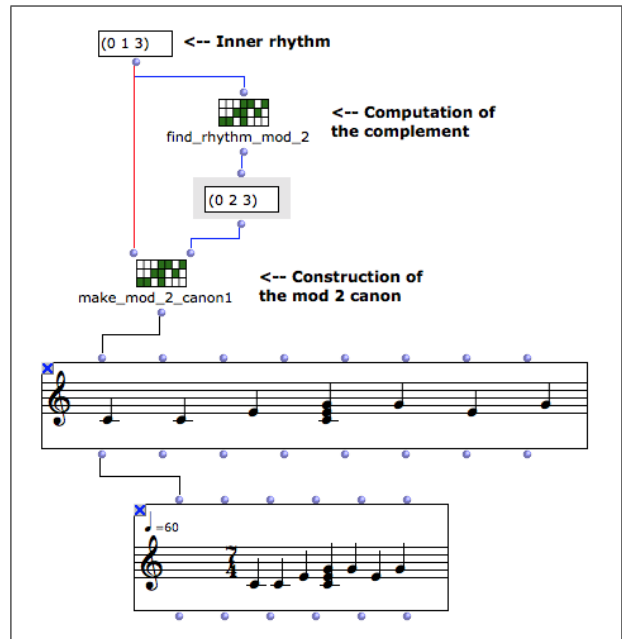 (0 1 3)
<-- Inner rhythm
<-- Computation of
the complement
find_rhythm_mod_2
(0 2 3)
<-- Construction of
the mod 2 canon
make_mod_2_canon1
=60
7
4